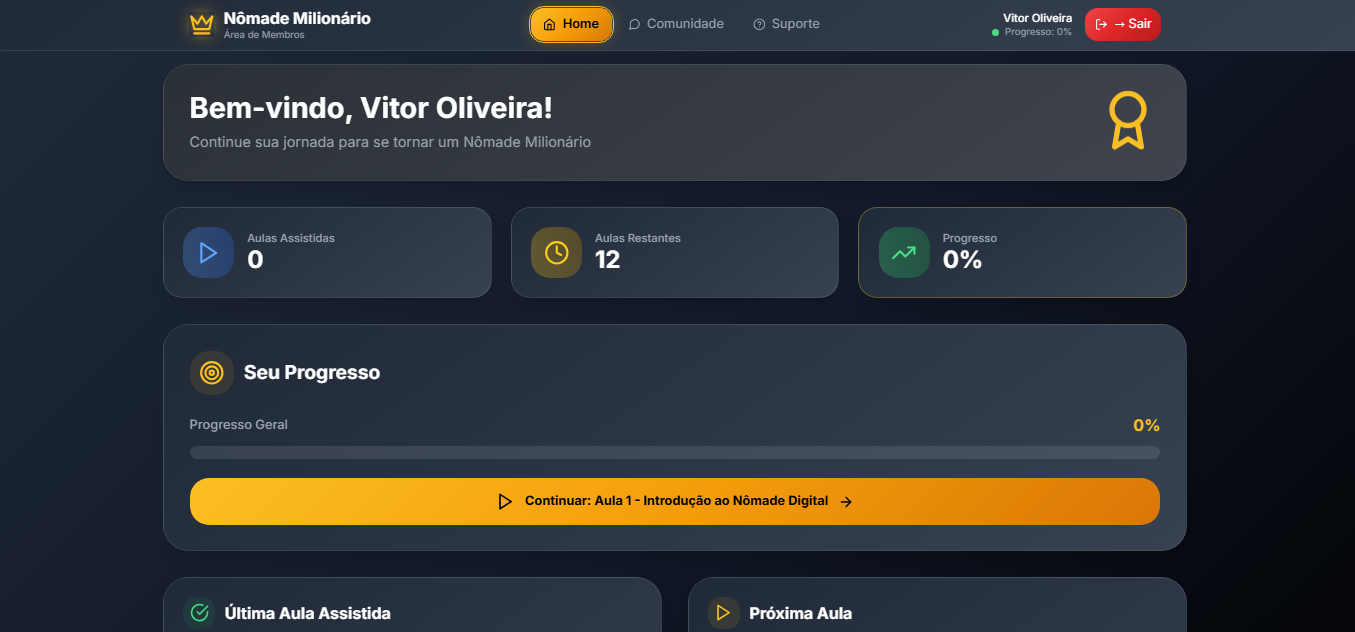 Nômade Milionário
Área de Membros
Home
Comunidade
Suporte
Vitor Oliveira
Progresso: 0%
→ Sair
Bem-vindo, Vitor Oliveira!
Continue sua jornada para se tornar um Nômade Milionário
Aulas Assistidas
0
Aulas Restantes
12
Progresso
0%
Seu Progresso
Progresso Geral
0%
Continuar: Aula 1 - Introdução ao Nômade Digital
Última Aula Assistida
Próxima Aula